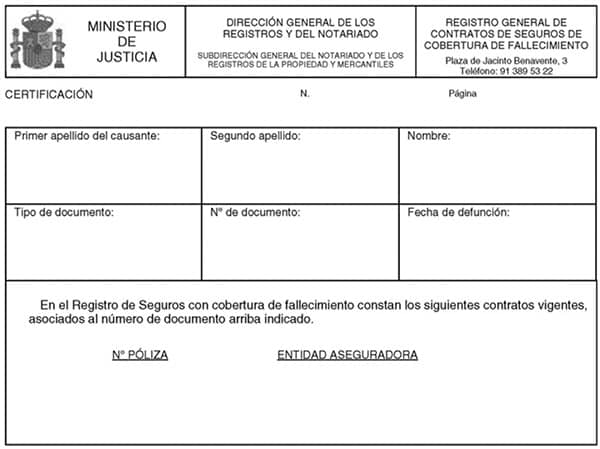 MINISTERIO
DE
JUSTICIA
DIRECCIÓN GENERAL DE LOS
REGISTROS Y DEL NOTARIADO
SUBDIRECCIÓN GENERAL DEL NOTARIADO Y DE LOS
REGISTROS DE LA PROPIEDAD Y MERCANTILES
REGISTRO GENERAL DE
CONTRATOS DE SEGUROS DE
COBERTURA DE FALLECIMIENTO
Plaza de Jacinto Benavente, 3
Teléfono: 91 389 53 22
CERTIFICACIÓN N. Página
Primer apellido del causante: Segundo apellido: Nombre:
Tipo de documento: Nº de documento: Fecha de defunción:
En el Registro de Seguros con cobertura de fallecimiento constan los siguientes contratos vigentes,
asociados al número de documento arriba indicado.
Nº PÓLIZA ENTIDAD ASEGURADORA